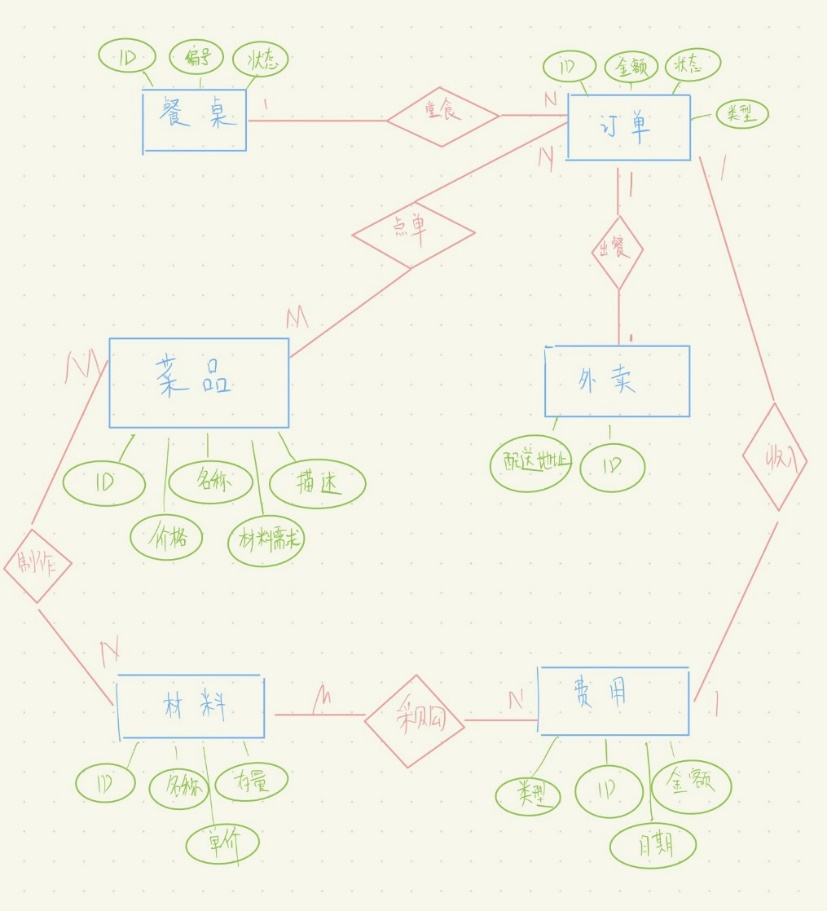 ID 编号 状态
ID 金额 状态
类型
餐桌 1 堂食 N 订单
N 1 1
点单
出餐
M 1
M 菜品 外卖
ID 名称 描述
配送地址 ID
收入
价格 材料需求
制作
N
材料 M 采购 N 费用 1
ID 名称 存量
类型 ID 金额
单价 日期